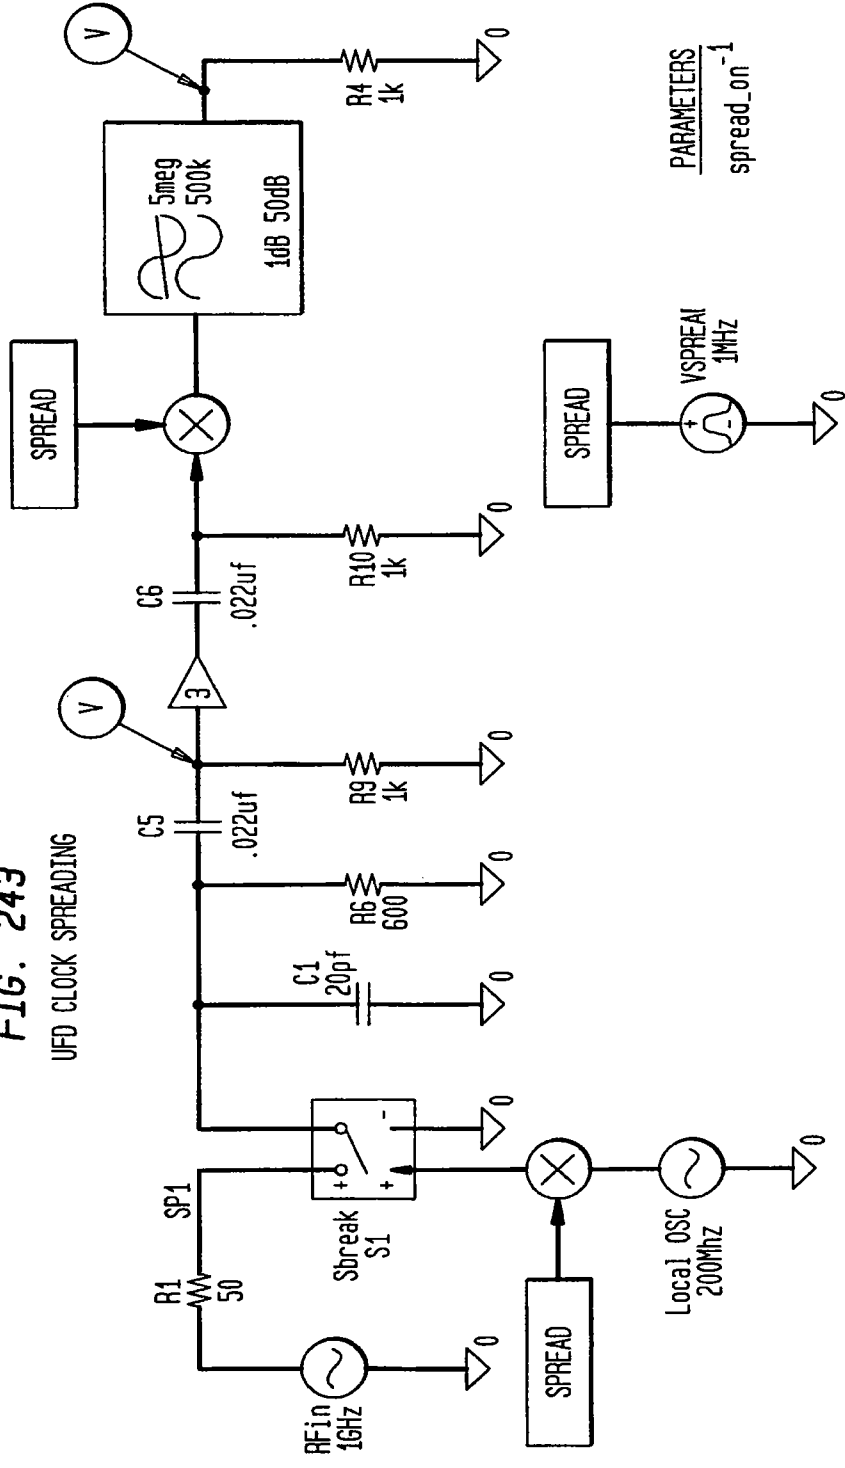 FIG. 243
UFD CLOCK SPREADING
RFin
1GHz
0
R1
50
SP1
+
+
-
Sbreak
S1
0
SPREAD
Local OSC
200Mhz
0
C1
20pf
0
R6
600
0
C5
.022uf
V
R9
1k
0
3
C6
.022uf
R10
1k
0
SPREAD
5meg
500k
1dB 50dB
V
R4
1k
0
SPREAD
+
-
VSPREAI
1MHz
0
PARAMETERS
spread_on-1